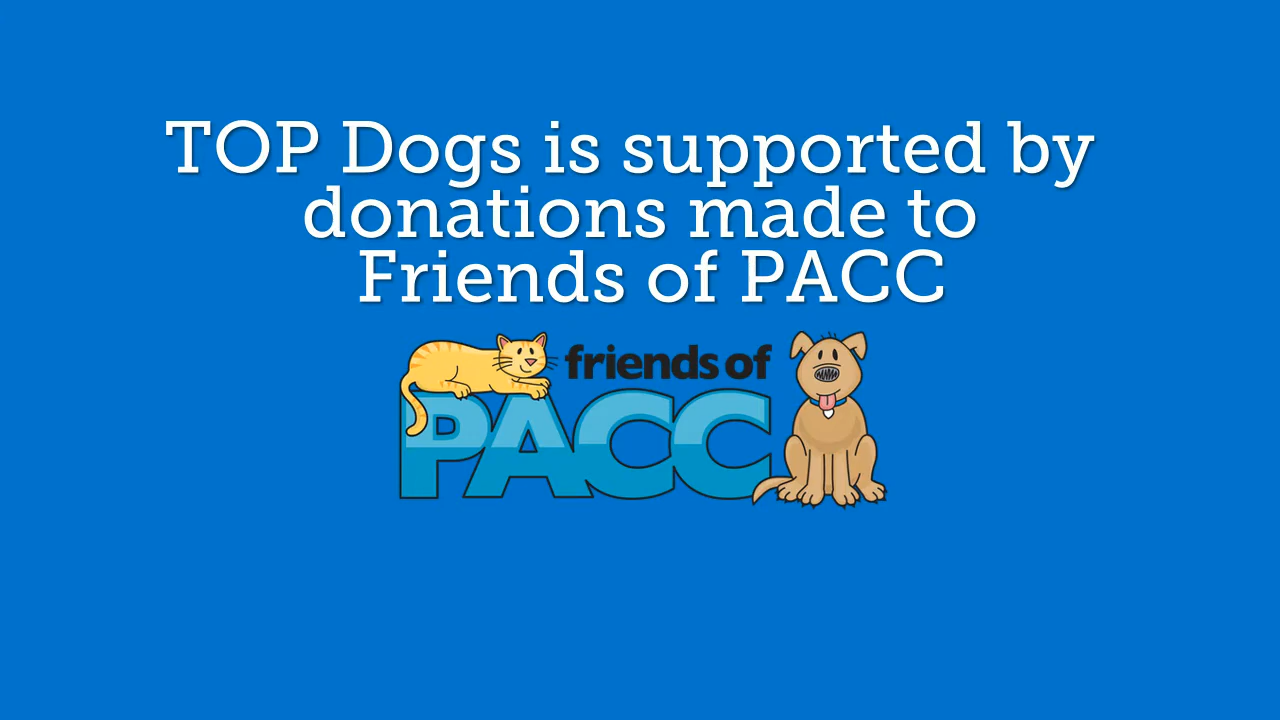 TOP Dogs is supported by
donations made to
Friends of PACC
friends of
PACC